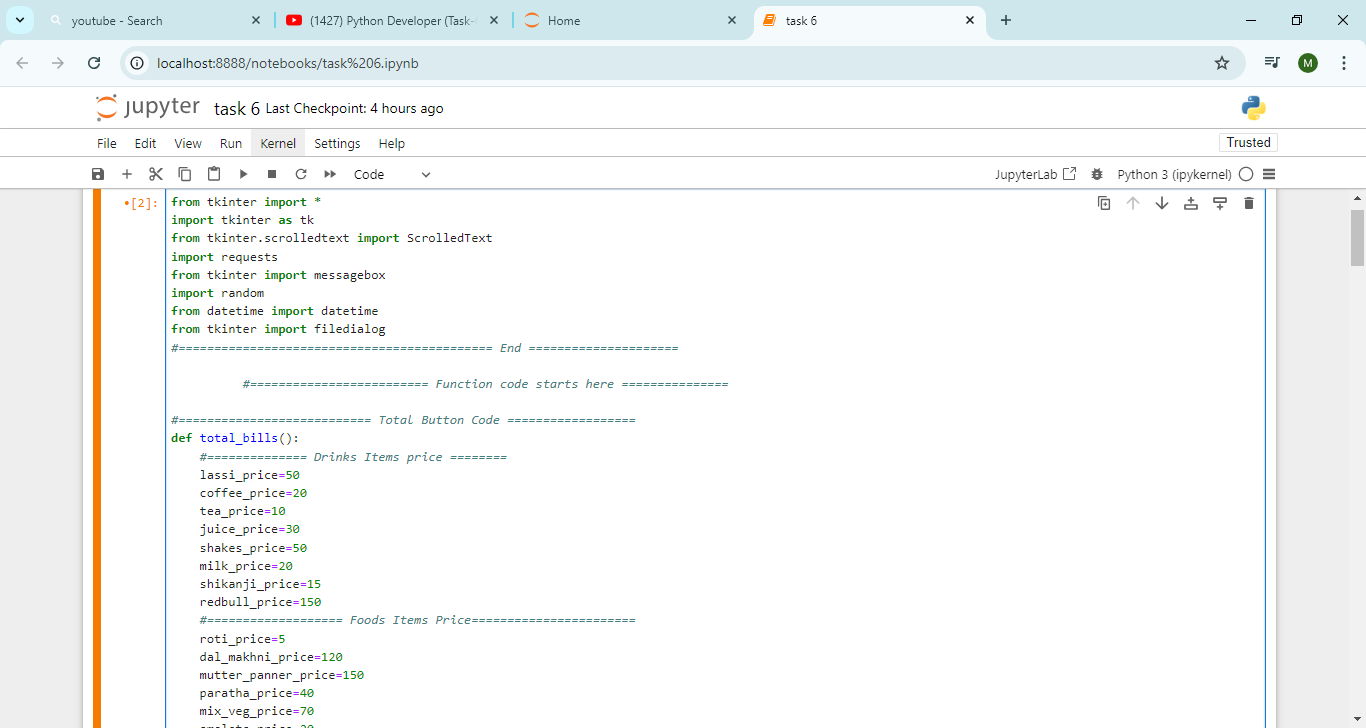 youtube - Search
(1427) Python Developer (Task-
Home
task 6
localhost:8888/notebooks/task%206.ipynb
M
jupyter task 6 Last Checkpoint: 4 hours ago
File Edit View Run Kernel Settings Help
Trusted
Code
JupyterLab
Python 3 (ipykernel)
•[2]:
from tkinter import *
import tkinter as tk
from tkinter.scrolledtext import ScrolledText
import requests
from tkinter import messagebox
import random
from datetime import datetime
from tkinter import filedialog
#============================================ End =====================
#========================= Function code starts here ===============
#=========================== Total Button Code ==================
def total_bills():
#============== Drinks Items price ========
lassi_price=50
coffee_price=20
tea_price=10
juice_price=30
shakes_price=50
milk_price=20
shikanji_price=15
redbull_price=150
#=================== Foods Items Price=======================
roti_price=5
dal_makhni_price=120
mutter_panner_price=150
paratha_price=40
mix_veg_price=70